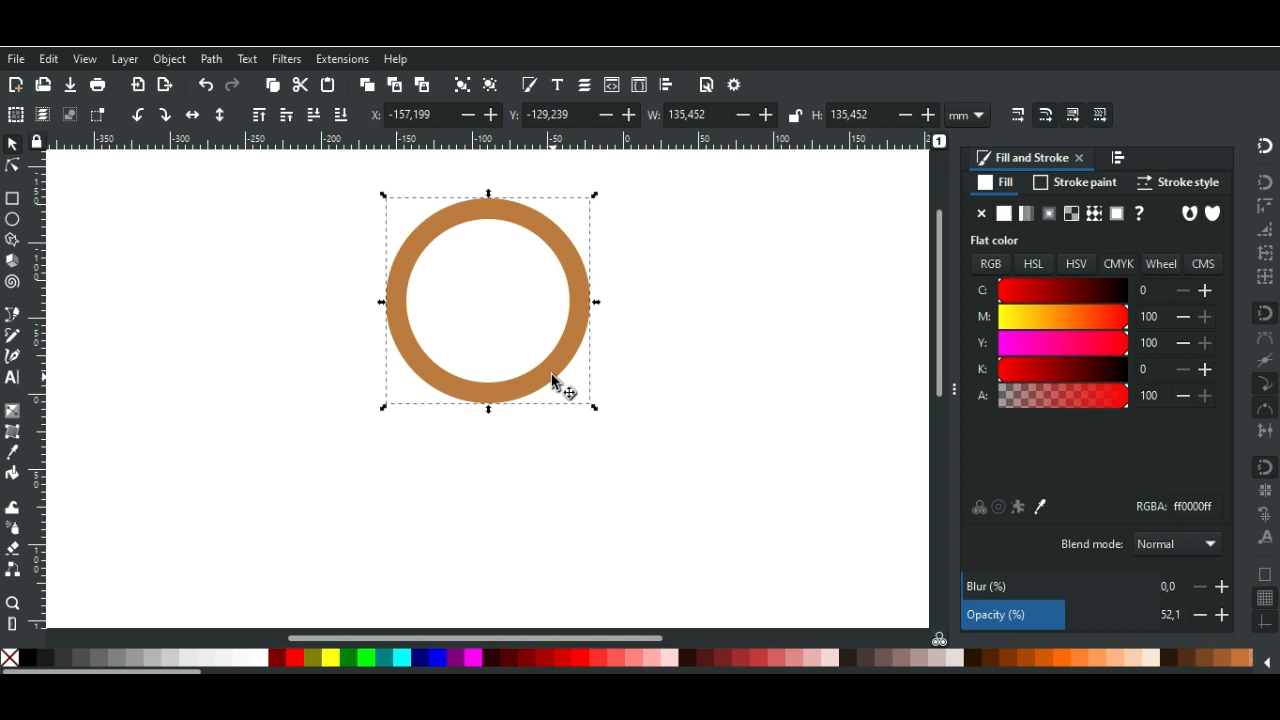 File Edit View Layer Object Path Text Filters Extensions Help
X: -157,199 Y: -129,239 W: 135,452 H: 135,452 mm
-350 -300 -250 -200 -150 -100 -50 0 50 100 150
1
Fill and Stroke
Fill Stroke paint Stroke style
?
Flat color
RGB HSL HSV CMYK Wheel CMS
C: 0
M: 100
Y: 100
K: 0
A: 100
RGBA: ff0000ff
Blend mode: Normal
Blur (%) 0,0
Opacity (%) 52,1